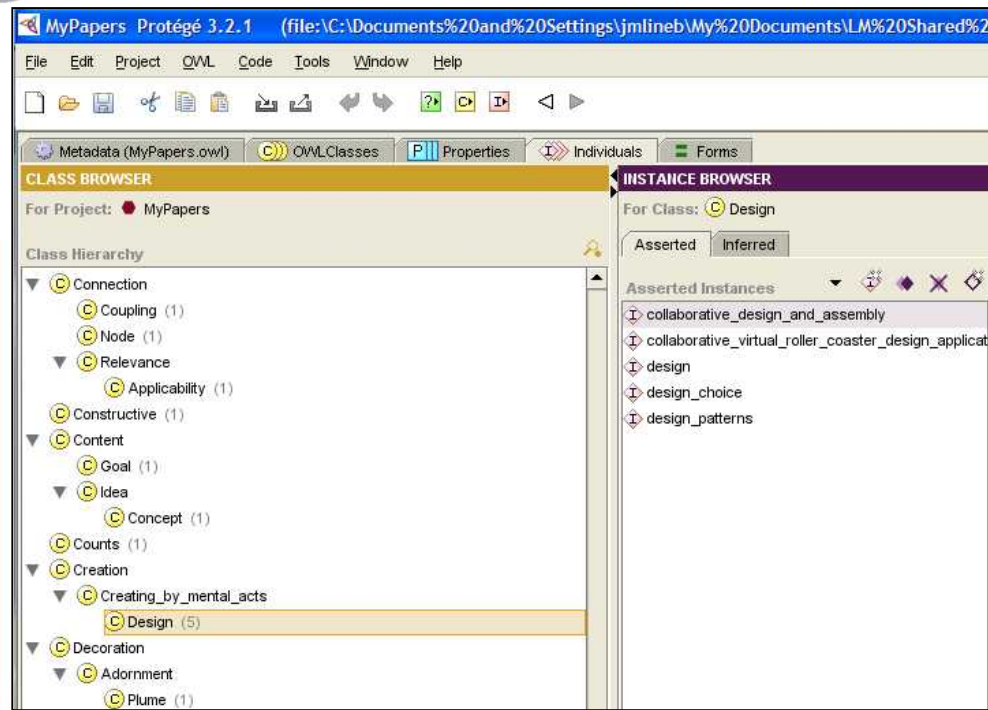 MyPapers Protégé 3.2.1 (file:\C:\Documents%20and%20Settings\jmlineb\My%20Documents\LM%20Shared%2
File Edit Project OWL Code Tools Window Help
Metadata (MyPapers.owl) OWLClasses Properties Individuals Forms
CLASS BROWSER
For Project: MyPapers
Class Hierarchy
Connection
Coupling (1)
Node (1)
Relevance
Applicability (1)
Constructive (1)
Content
Goal (1)
Idea
Concept (1)
Counts (1)
Creation
Creating_by_mental_acts
Design (5)
Decoration
Adornment
Plume (1)
INSTANCE BROWSER
For Class: Design
Asserted Inferred
Asserted Instances
collaborative_design_and_assembly
collaborative_virtual_roller_coaster_design_applicat
design
design_choice
design_patterns